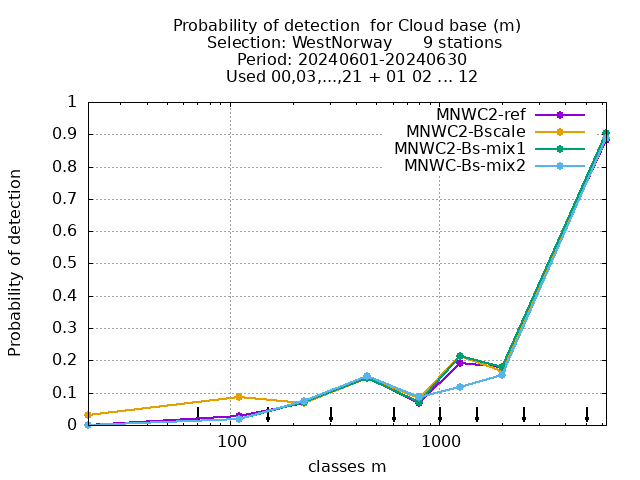 Probability of detection  for Cloud base (m)
Selection: WestNorway      9 stations
Period: 20240601-20240630
Used 00,03,...,21 + 01 02 ... 12
MNWC2-ref
MNWC2-Bscale
MNWC2-Bs-mix1
MNWC-Bs-mix2
Probability of detection
1
0.9
0.8
0.7
0.6
0.5
0.4
0.3
0.2
0.1
0
100 1000
classes m